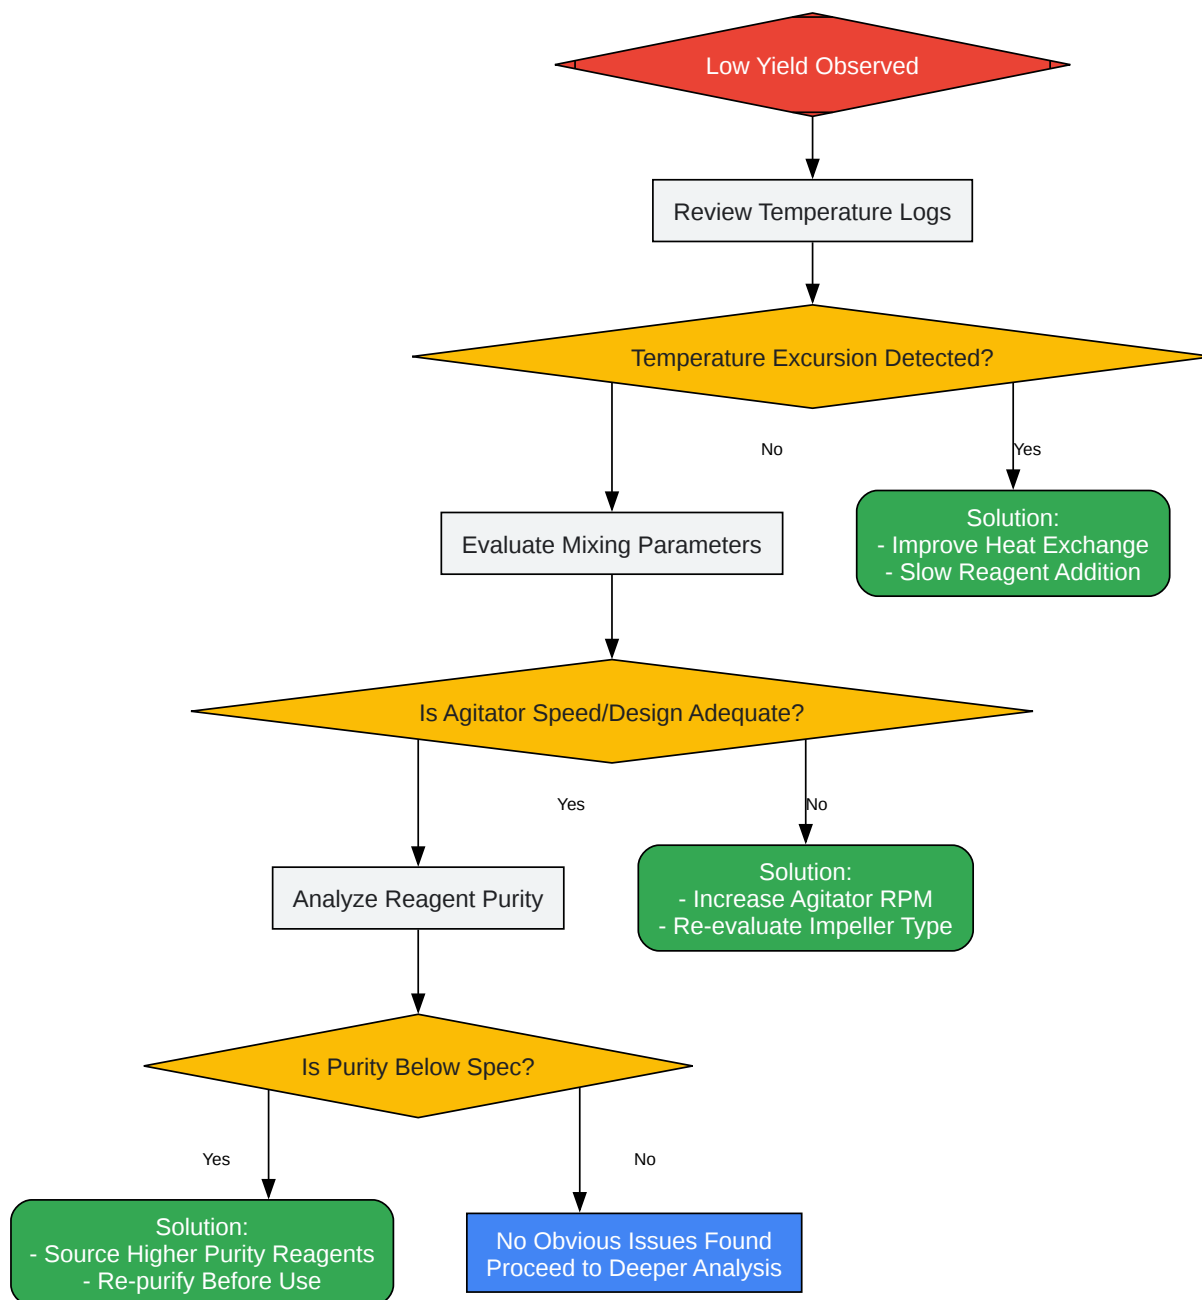 Low Yield Observed
Review Temperature Logs
Temperature Excursion Detected?
No
Yes
Solution:
- Improve Heat Exchange
- Slow Reagent Addition
Evaluate Mixing Parameters
Is Agitator Speed/Design Adequate?
Yes
No
Solution:
- Increase Agitator RPM
- Re-evaluate Impeller Type
Analyze Reagent Purity
Is Purity Below Spec?
Yes
No
Solution:
- Source Higher Purity Reagents
- Re-purify Before Use
No Obvious Issues Found
Proceed to Deeper Analysis